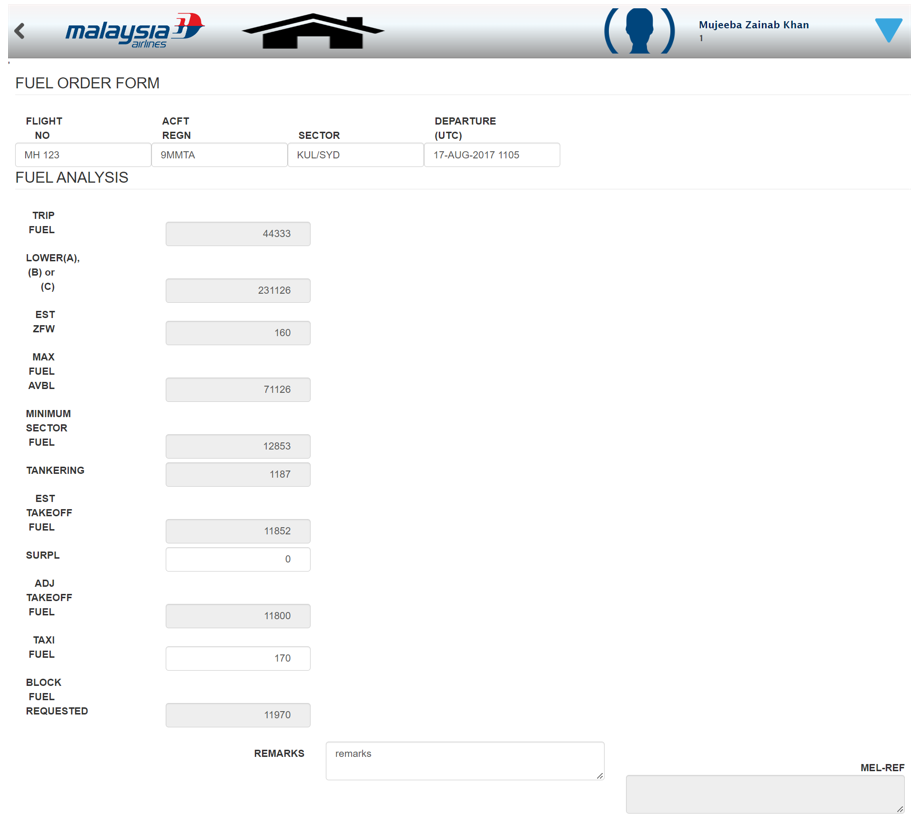 malaysia
airlines
Mujeeba Zainab Khan
1
FUEL ORDER FORM
FLIGHT
NO
ACFT
REGN
SECTOR
DEPARTURE
(UTC)
MH 123
9MMTA
KUL/SYD
17-AUG-2017 1105
FUEL ANALYSIS
TRIP
FUEL
44333
LOWER(A),
(B) or
(C)
231126
EST
ZFW
160
MAX
FUEL
AVBL
71126
MINIMUM
SECTOR
FUEL
12853
TANKERING
1187
EST
TAKEOFF
FUEL
11852
SURPL
0
ADJ
TAKEOFF
FUEL
11800
TAXI
FUEL
170
BLOCK
FUEL
REQUESTED
11970
REMARKS
remarks
MEL-REF